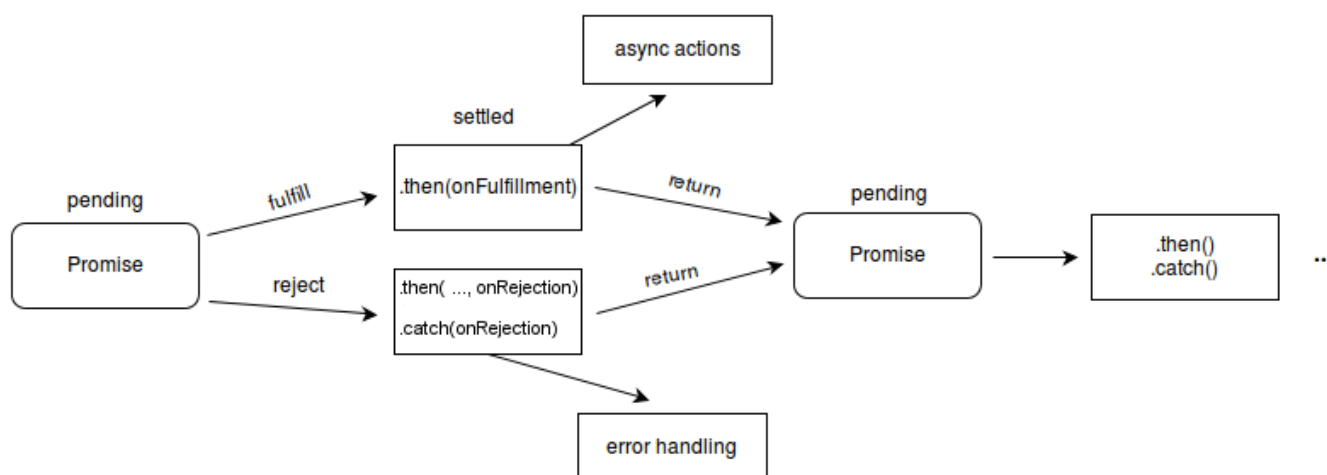 async actions
settled
.then(onFulfillment)
fulfill
return
pending
Promise
pending
Promise
.then()
.catch()
..
reject
.then( ..., onRejection)
.catch(onRejection)
return
error handling